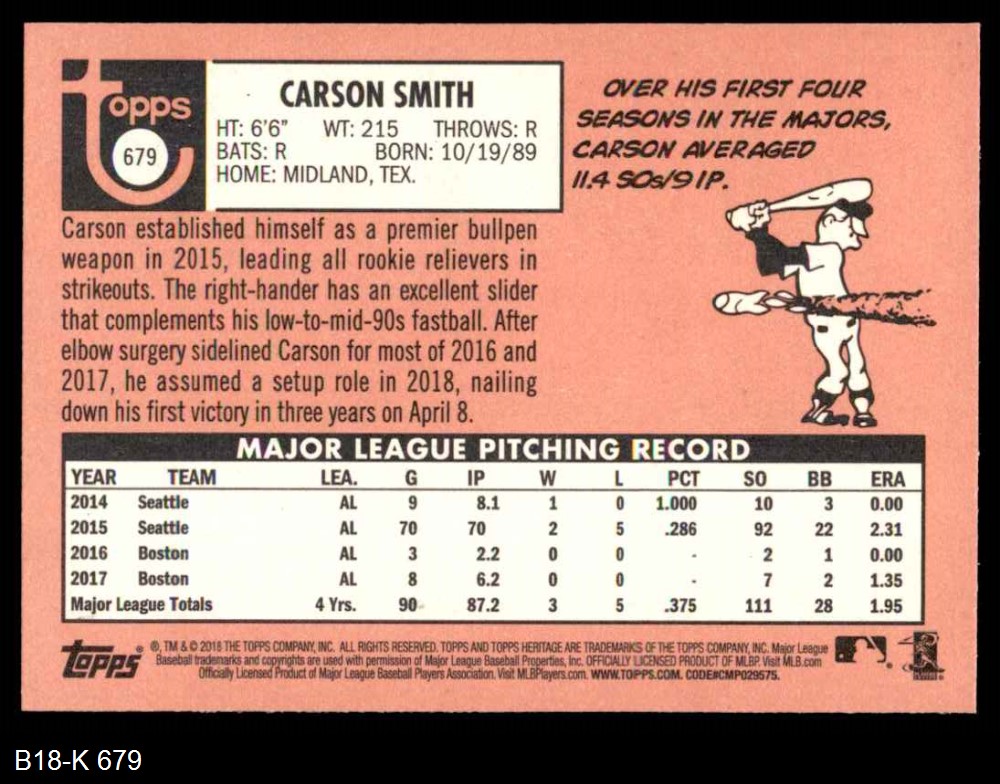 Topps
679
CARSON SMITH
HT: 6'6" WT: 215 THROWS: R
BATS: R BORN: 10/19/89
HOME: MIDLAND, TEX.
OVER HIS FIRST FOUR
SEASONS IN THE MAJORS,
CARSON AVERAGED
11.4 SOs/9 IP.
Carson established himself as a premier bullpen
weapon in 2015, leading all rookie relievers in
strikeouts. The right-hander has an excellent slider
that complements his low-to-mid-90s fastball. After
elbow surgery sidelined Carson for most of 2016 and
2017, he assumed a setup role in 2018, nailing
down his first victory in three years on April 8.
MAJOR LEAGUE PITCHING RECORD
YEAR TEAM LEA. G IP W L PCT SO BB ERA
2014 Seattle AL 9 8.1 1 0 1.000 10 3 0.00
2015 Seattle AL 70 70 2 5 .286 92 22 2.31
2016 Boston AL 3 2.2 0 0 - 2 1 0.00
2017 Boston AL 8 6.2 0 0 - 7 2 1.35
Major League Totals 4 Yrs. 90 87.2 3 5 .375 111 28 1.95
Topps®
®, TM & © 2018 THE TOPPS COMPANY, INC. ALL RIGHTS RESERVED. TOPPS AND TOPPS HERITAGE ARE TRADEMARKS OF THE TOPPS COMPANY, INC. Major League
Baseball trademarks and copyrights are used with permission of Major League Baseball Properties, Inc. OFFICIALLY LICENSED PRODUCT OF MLBP. Visit MLB.com
Officially Licensed Product of Major League Baseball Players Association. Visit MLBPlayers.com. WWW.TOPPS.COM. CODE#CMP029575.
B18-K 679